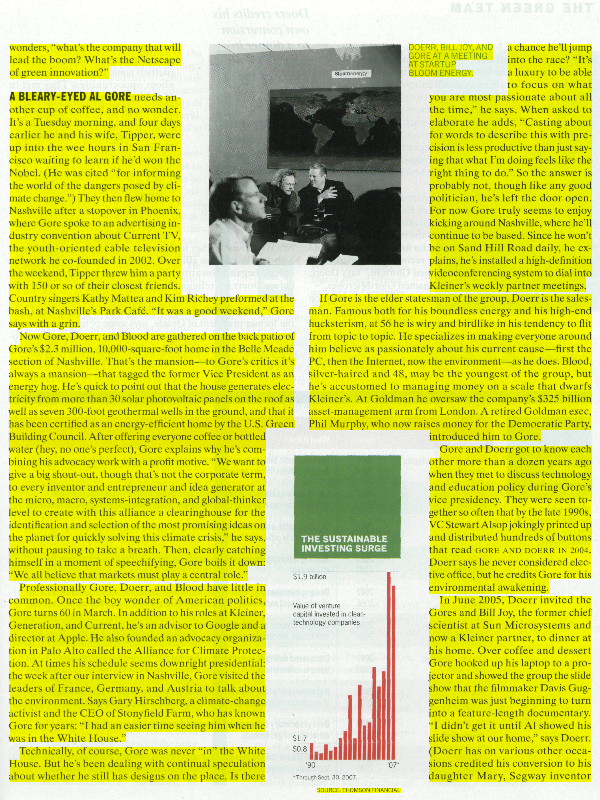 wonders, "what's the company that will
lead the boom? What's the Netscape
of green innovation?"
A BLEARY-EYED AL GORE needs an-
other cup of coffee, and no wonder.
It's a Tuesday morning, and four days
earlier he and his wife, Tipper, were
up into the wee hours in San Fran-
cisco waiting to learn if he'd won the
Nobel. (He was cited "for informing
the world of the dangers posed by cli-
mate change.") They then flew home to
Nashville after a stopover in Phoenix,
where Gore spoke to an advertising in-
dustry convention about Current TV,
the youth-oriented cable television
network he co-founded in 2002. Over
the weekend, Tipper threw him a party
with 150 or so of their closest friends.
Country singers Kathy Mattea and Kim Richey preformed at the
bash, at Nashville's Park Café. "It was a good weekend," Gore
says with a grin.
Now Gore, Doerr, and Blood are gathered on the back patio of
Gore's $2.3 million, 10,000-square-foot home in the Belle Meade
section of Nashville. That's the mansion—to Gore's critics it's
always a mansion—that tagged the former Vice President as an
energy hog. He's quick to point out that the house generates elec-
tricity from more than 30 solar photovoltaic panels on the roof as
well as seven 300-foot geothermal wells in the ground, and that it
has been certified as an energy-efficient home by the U.S. Green
Building Council. After offering everyone coffee or bottled
water (hey, no one's perfect), Gore explains why he's com-
bining his advocacy work with a profit motive. "We want to
give a big shout-out, though that's not the corporate term,
to every inventor and entrepreneur and idea generator at
the micro, macro, systems-integration, and global-thinker
level to create with this alliance a clearinghouse for the
identification and selection of the most promising ideas on
the planet for quickly solving this climate crisis," he says,
without pausing to take a breath. Then, clearly catching
himself in a moment of speechifying, Gore boils it down:
"We all believe that markets must play a central role."
Professionally Gore, Doerr, and Blood have little in
common. Once the boy wonder of American politics,
Gore turns 60 in March. In addition to his roles at Kleiner,
Generation, and Current, he's an advisor to Google and a
director at Apple. He also founded an advocacy organiza-
tion in Palo Alto called the Alliance for Climate Protec-
tion. At times his schedule seems downright presidential:
the week after our interview in Nashville, Gore visited the
leaders of France, Germany, and Austria to talk about
the environment. Says Gary Hirshberg, a climate-change
activist and the CEO of Stonyfield Farm, who has known
Gore for years: "I had an easier time seeing him when he
was in the White House."
Technically, of course, Gore was never "in" the White
House. But he's been dealing with continual speculation
about whether he still has designs on the place. Is there
Bloomenergy
DOERR, BILL JOY, AND
GORE AT A MEETING
AT STARTUP
BLOOM ENERGY.
a chance he'll jump
into the race? "It's
a luxury to be able
to focus on what
you are most passionate about all
the time," he says. When asked to
elaborate he adds, "Casting about
for words to describe this with pre-
cision is less productive than just say-
ing that what I'm doing feels like the
right thing to do." So the answer is
probably not, though like any good
politician, he's left the door open.
For now Gore truly seems to enjoy
kicking around Nashville, where he'll
continue to be based. Since he won't
be on Sand Hill Road daily, he ex-
plains, he's installed a high-definition
videoconferencing system to dial into
Kleiner's weekly partner meetings.
If Gore is the elder statesman of the group, Doerr is the sales-
man. Famous both for his boundless energy and his high-end
hucksterism, at 56 he is wiry and birdlike in his tendency to flit
from topic to topic. He specializes in making everyone around
him believe as passionately about his current cause—first the
PC, then the Internet, now the environment—as he does. Blood,
silver-haired and 48, may be the youngest of the group, but
he's accustomed to managing money on a scale that dwarfs
Kleiner's. At Goldman he oversaw the company's $325 billion
asset-management arm from London. A retired Goldman exec,
Phil Murphy, who now raises money for the Democratic Party,
introduced him to Gore.
Gore and Doerr got to know each
other more than a dozen years ago
when they met to discuss technology
and education policy during Gore's
vice presidency. They were seen to-
gether so often that by the late 1990s,
VC Stewart Alsop jokingly printed up
and distributed hundreds of buttons
that read GORE AND DOERR IN 2004.
Doerr says he never considered elec-
tive office, but he credits Gore for his
environmental awakening.
In June 2005, Doerr invited the
Gores and Bill Joy, the former chief
scientist at Sun Microsystems and
now a Kleiner partner, to dinner at
his home. Over coffee and dessert
Gore hooked up his laptop to a pro-
jector and showed the group the slide
show that the filmmaker Davis Gug-
genheim was just beginning to turn
into a feature-length documentary.
"I didn't get it until Al showed his
slide show at our home," says Doerr.
(Doerr has on various other occa-
sions credited his conversion to his
daughter Mary, Segway inventor
THE SUSTAINABLE
INVESTING SURGE
$1.9 billion
Value of venture
capital invested in clean-
technology companies
$1.7
$0.8
'90
'07*
*Through Sept. 30, 2007.
SOURCE: THOMSON FINANCIAL